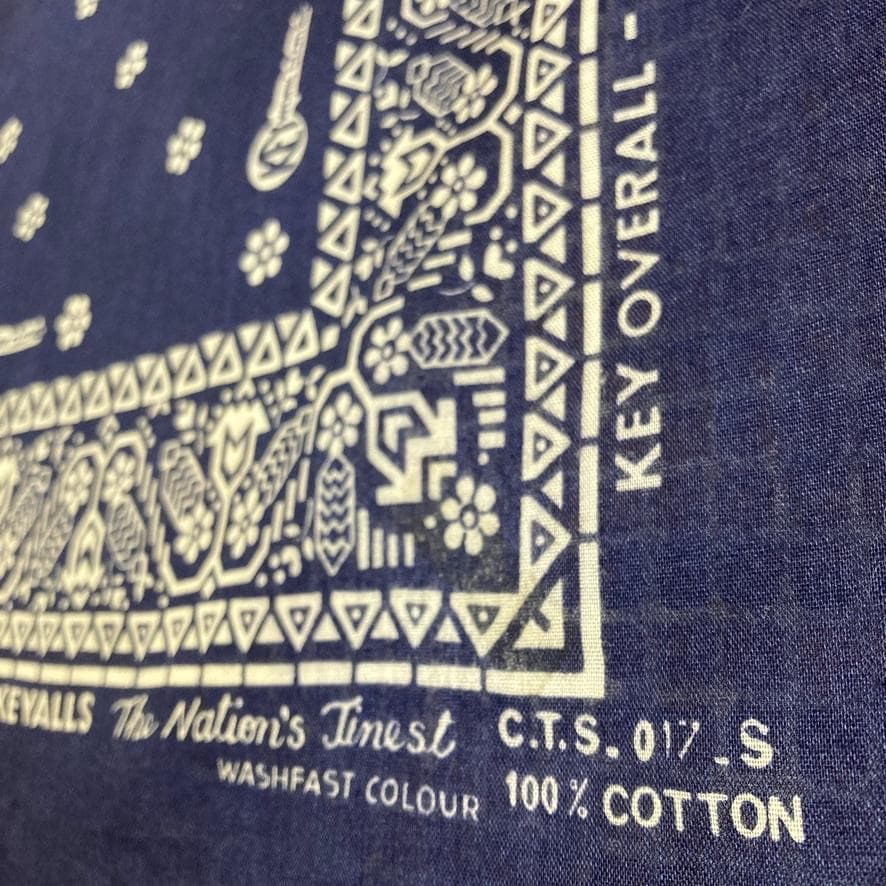 KEY OVERALL -
KEYALLS The Nation's Finest C.T.S. 017 .S
WASHFAST COLOUR 100% COTTON